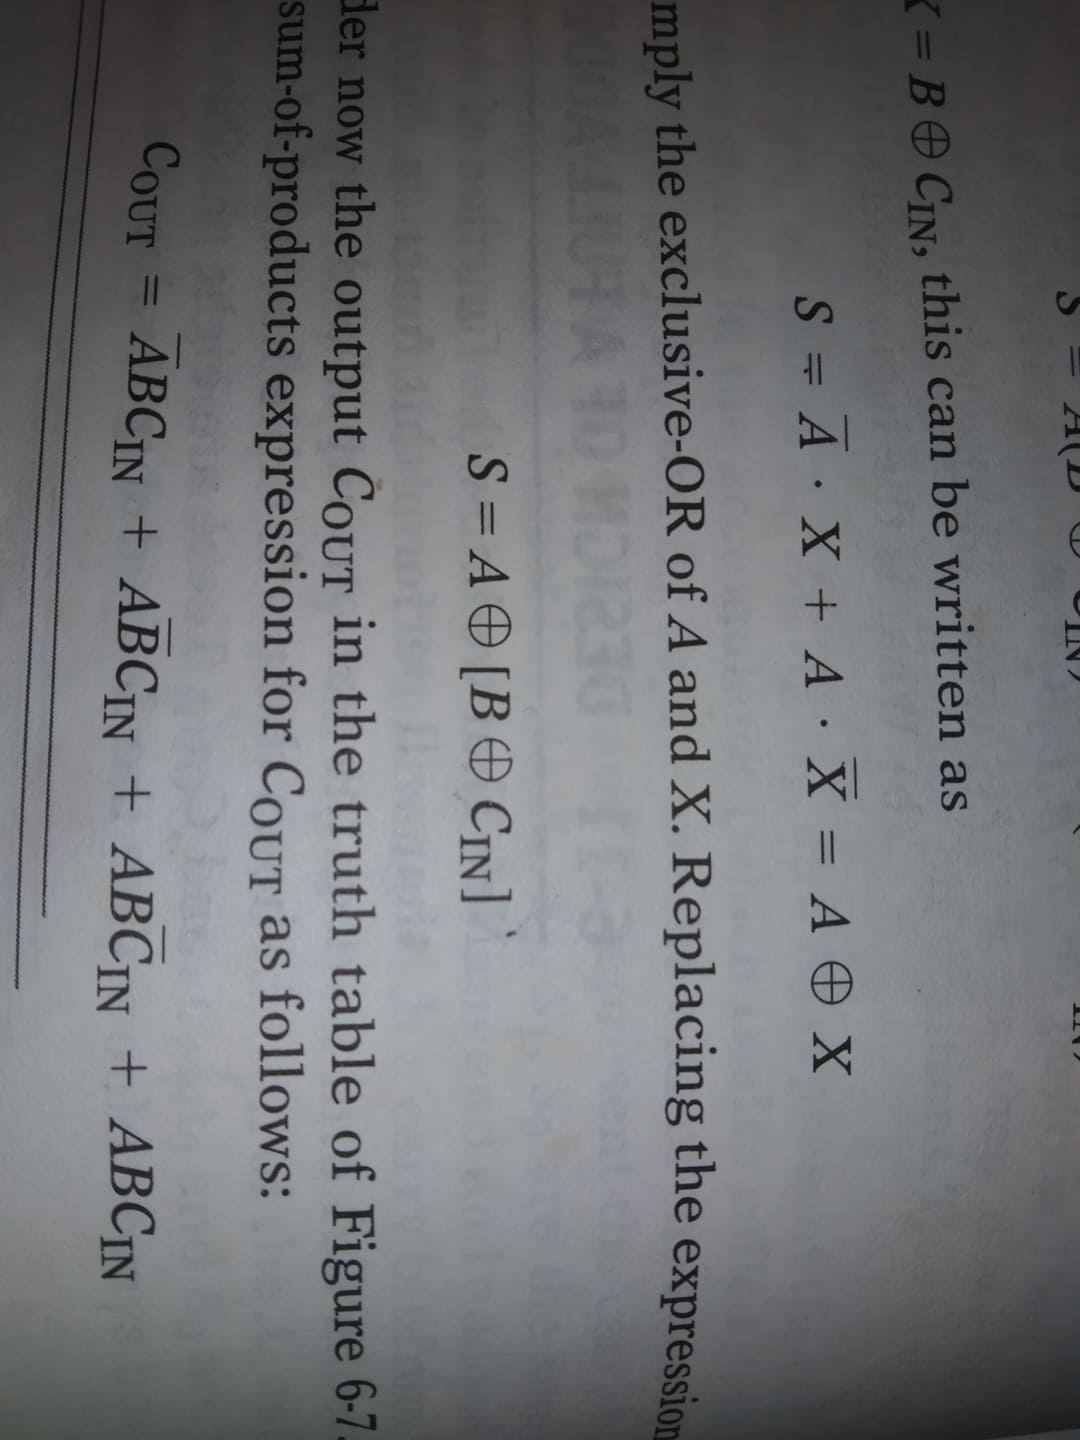 X = B ⊕ C_IN, this can be written as
S = A̅ · X + A · X̅ = A ⊕ X
mply the exclusive-OR of A and X. Replacing the expression
S = A ⊕ [B ⊕ C_IN]
der now the output C_OUT in the truth table of Figure 6-7.
sum-of-products expression for C_OUT as follows:
C_OUT = A̅BC_IN + AB̅C_IN + ABC̅_IN + ABC_IN